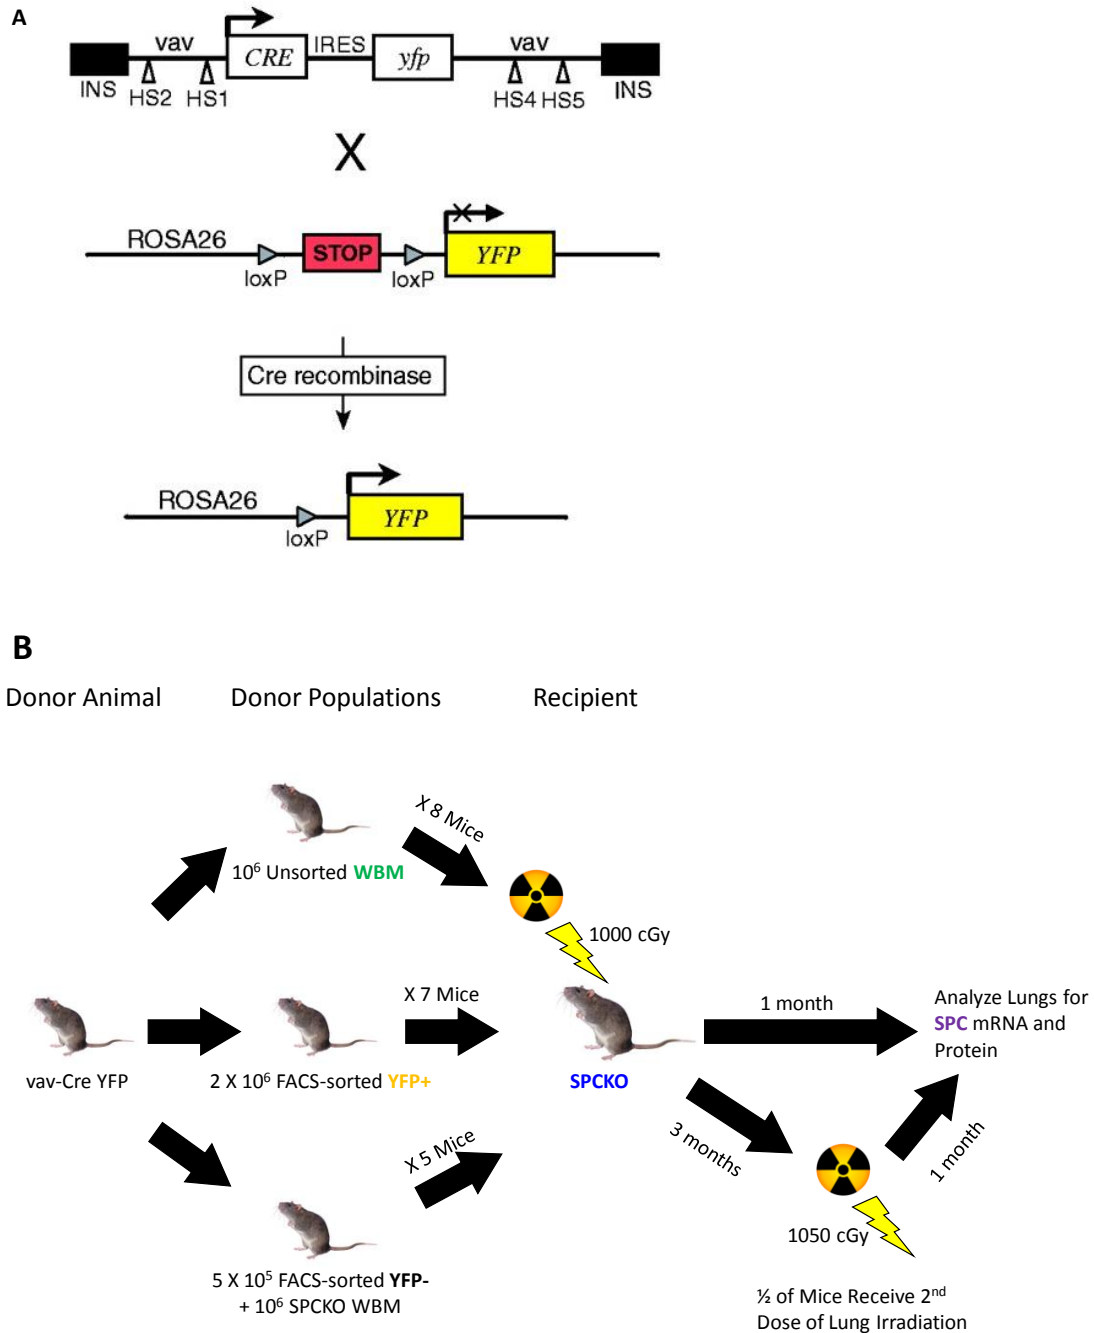 A
vav
CRE
IRES
yfp
vav
INS
HS2
HS1
HS4
HS5
INS
X
ROSA26
STOP
YFP
loxP
loxP
Cre recombinase
ROSA26
YFP
loxP
B
Donor Animal
Donor Populations
Recipient
X 8 Mice
10⁶ Unsorted WBM
1000 cGy
X 7 Mice
1 month
Analyze Lungs for
SPC mRNA and
Protein
vav-Cre YFP
2 X 10⁶ FACS-sorted YFP+
SPCKO
X 5 Mice
3 months
1 month
1050 cGy
5 X 10⁵ FACS-sorted YFP-
+ 10⁶ SPCKO WBM
½ of Mice Receive 2ⁿᵈ
Dose of Lung Irradiation